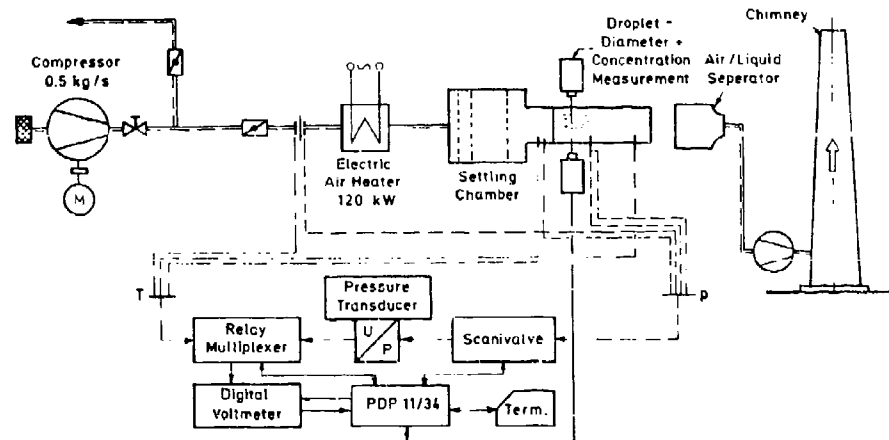 Compressor
0.5 kg/s
M
Electric
Air Heater
120 kW
Settling
Chamber
Droplet -
Diameter +
Concentration
Measurement
Air/Liquid
Seperator
Chimney
T
P
Pressure
Transducer
U
P
Relay
Multiplexer
Scanivalve
Digital
Voltmeter
PDP 11/34
Term.